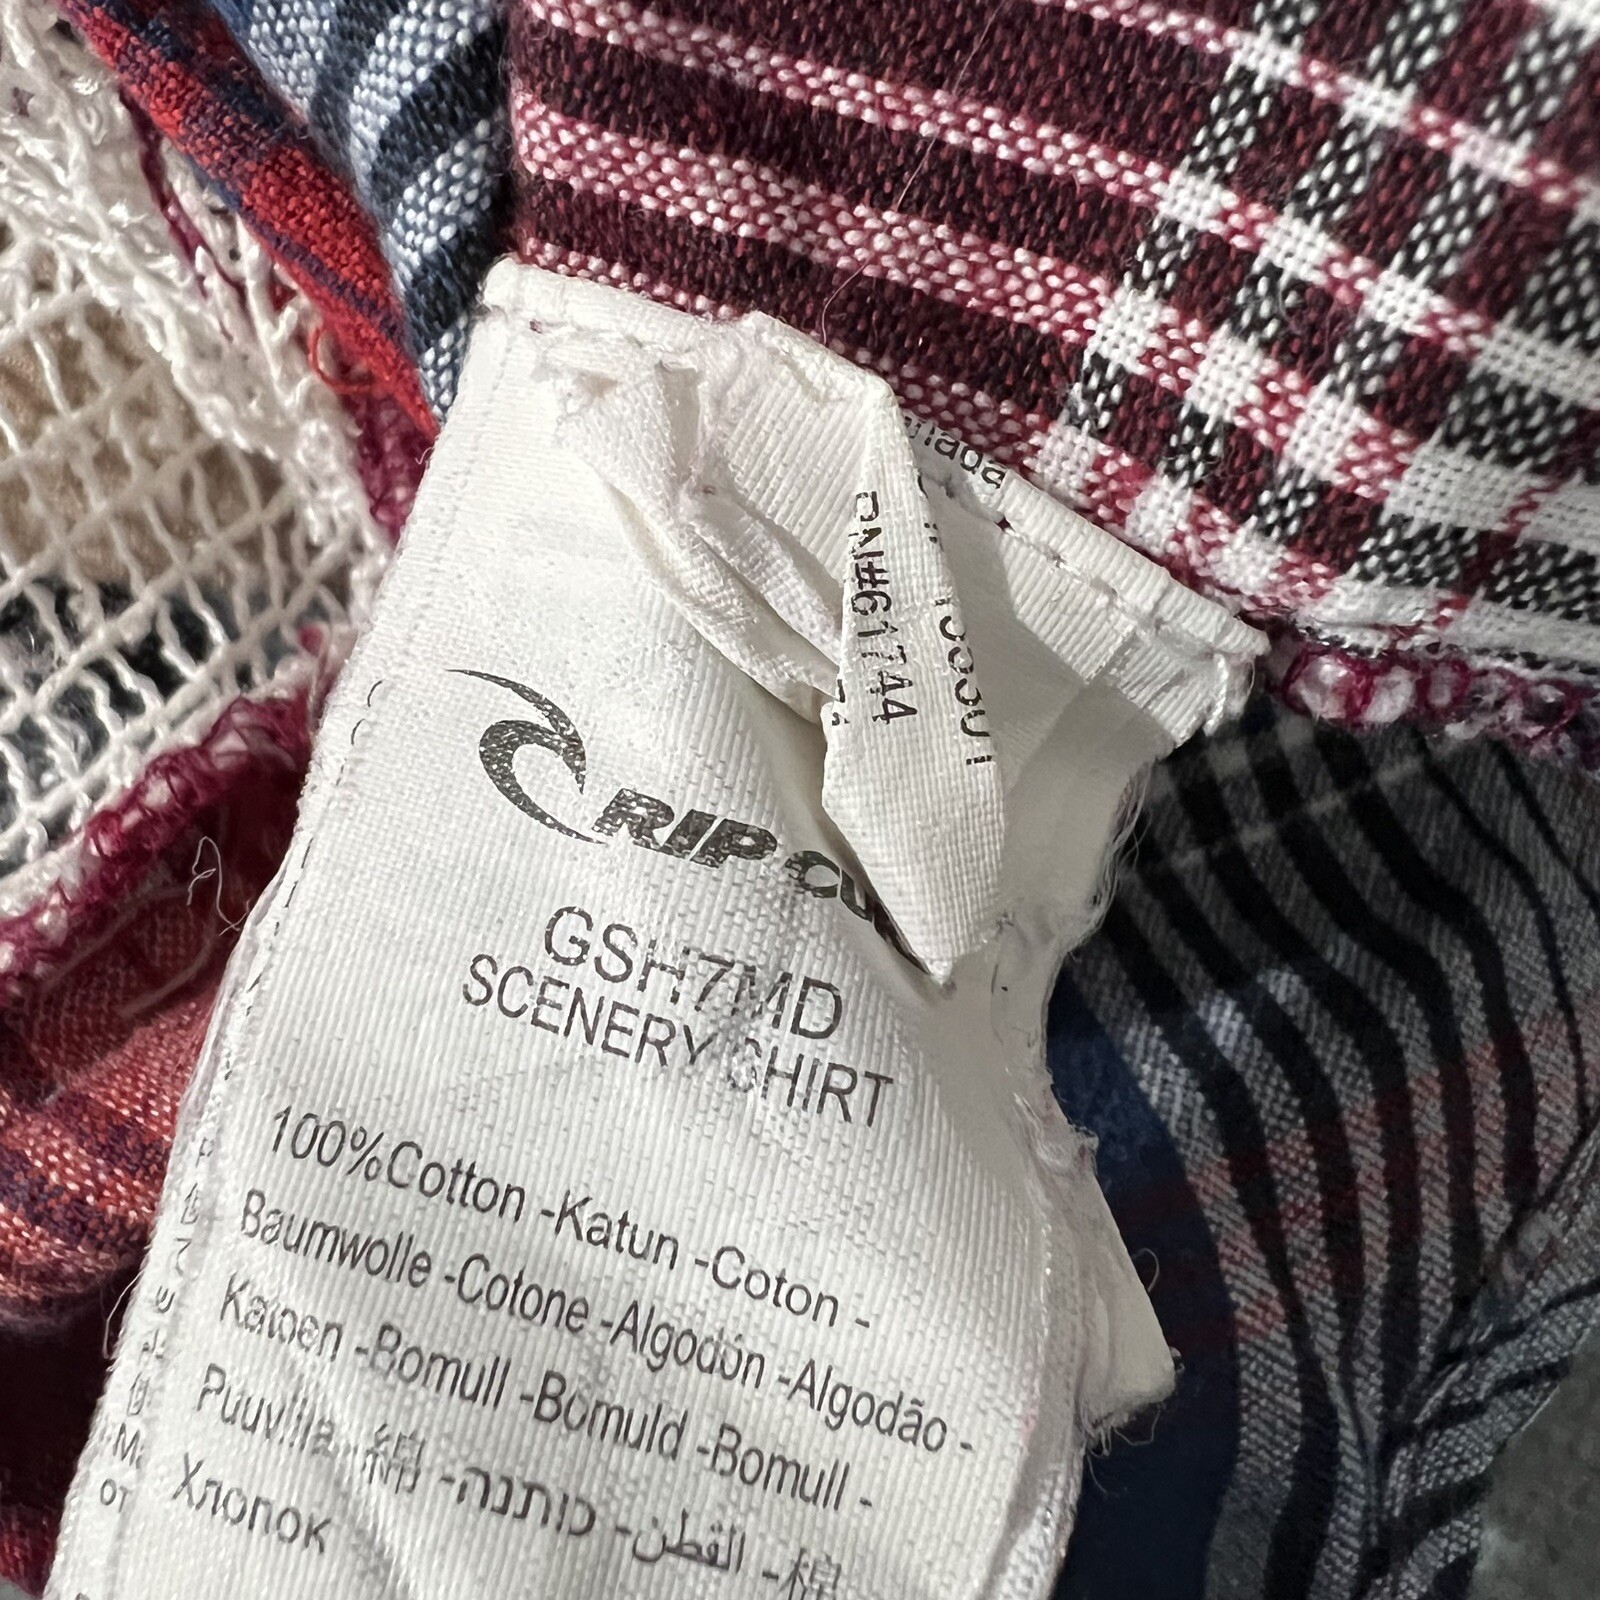 RN#61744
RIP CU
GSH7MD
SCENERY SHIRT
100%Cotton -Katun -Coton -
Baumwolle -Cotone -Algodón -Algodão -
Katoen -Bomull -Bomuld -Bomull -
Puuvilla -綿 -כותנה -القطن -棉
Хлопок